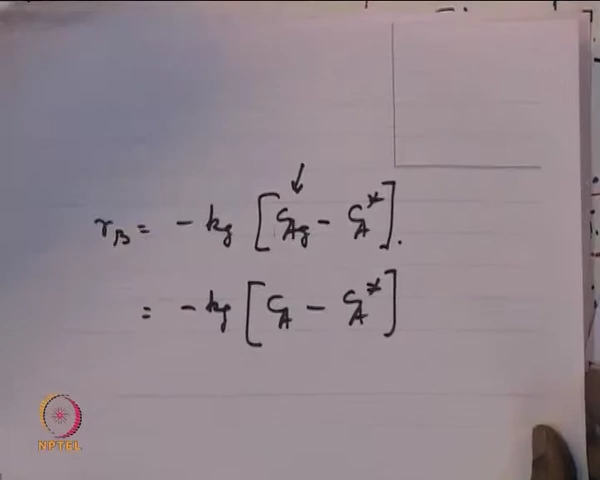 r_B = - k_g [C_Ag - C_A*].
= - k_g [C_A - C_A*]
NPTEL